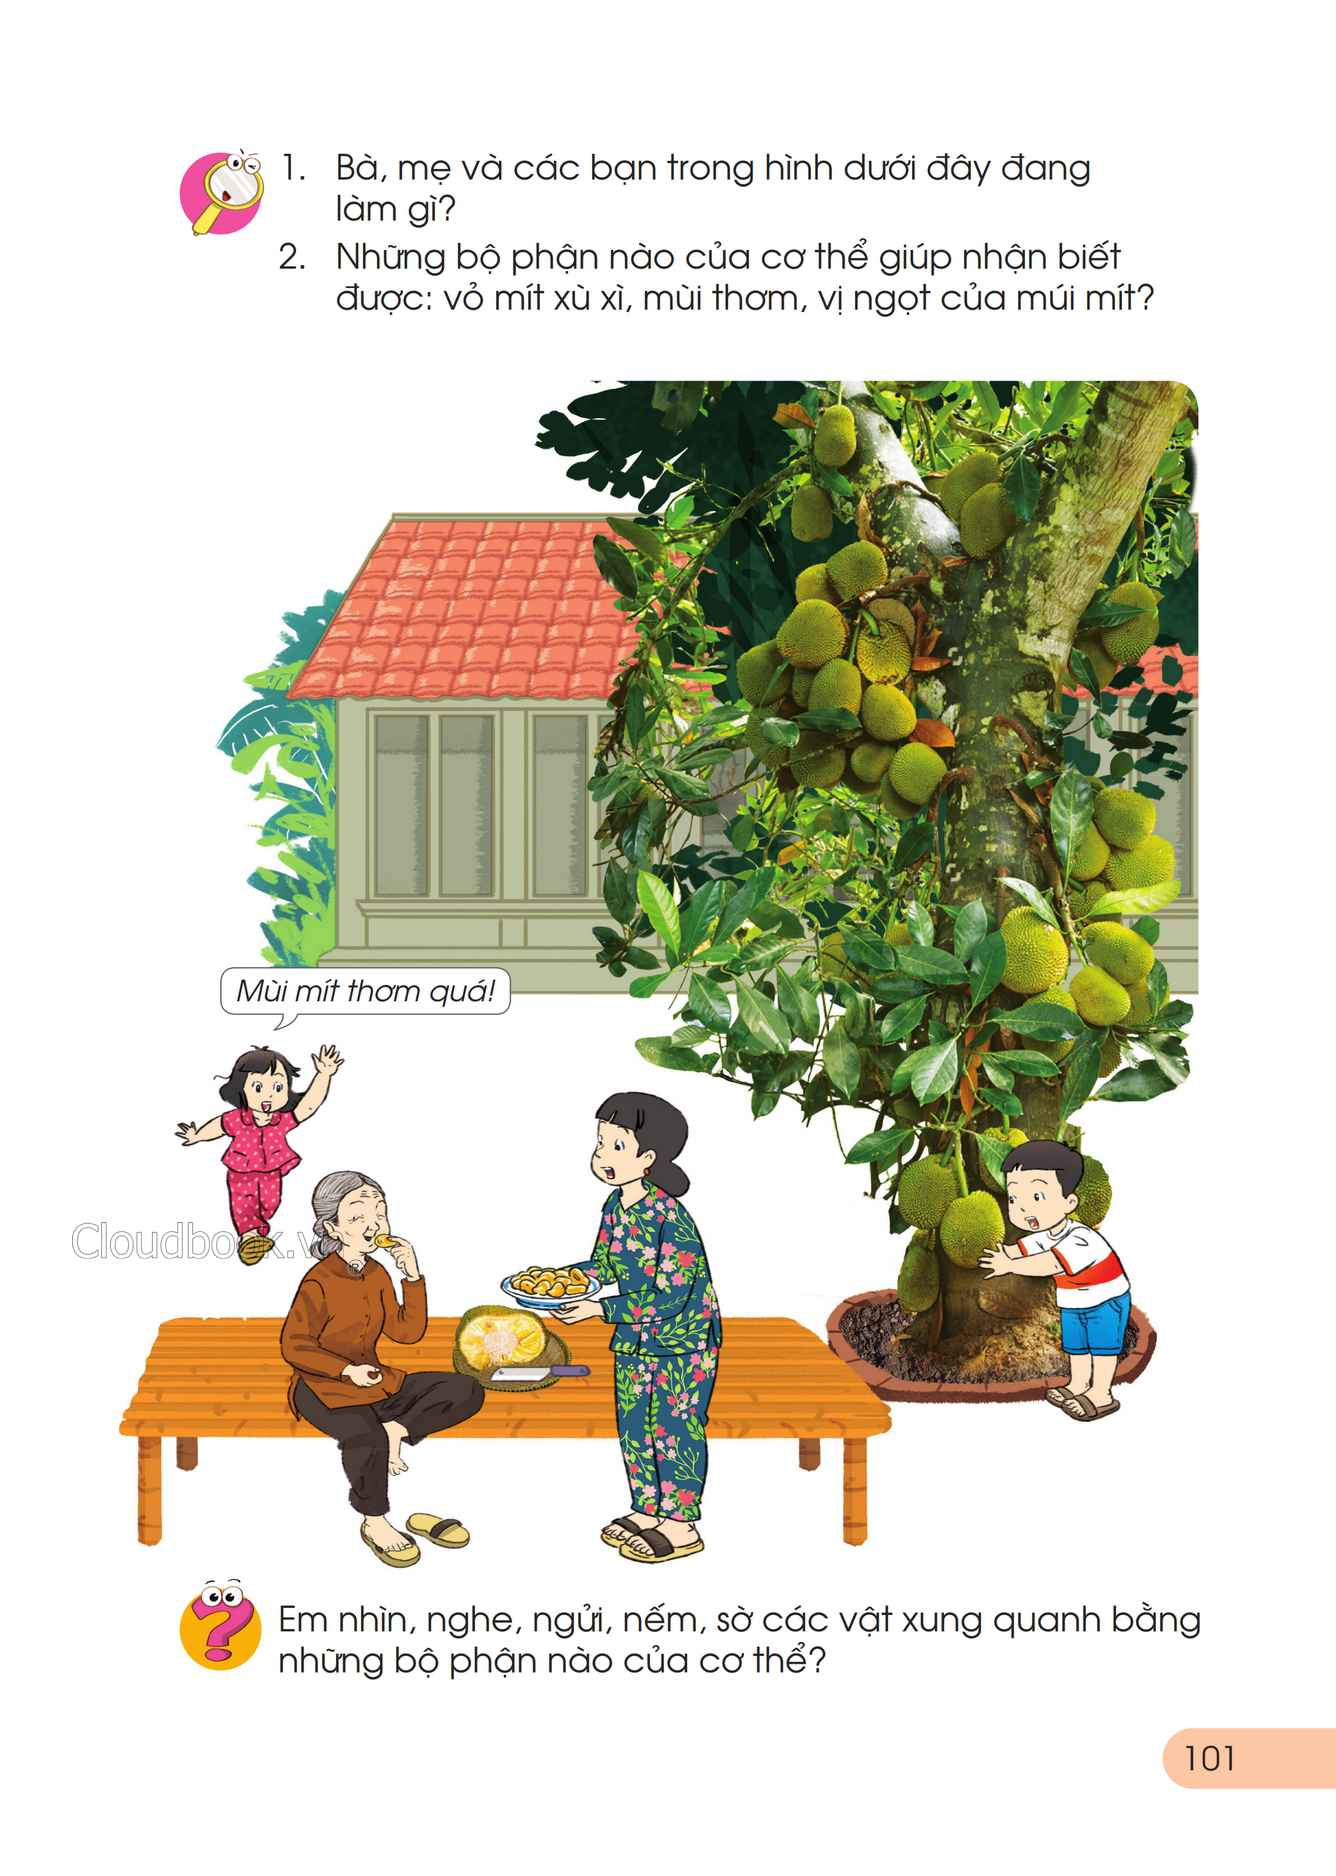 1. Bà, mẹ và các bạn trong hình dưới đây đang
làm gì?
2. Những bộ phận nào của cơ thể giúp nhận biết
được: vỏ mít xù xì, mùi thơm, vị ngọt của múi mít?
Mùi mít thơm quá!
Cloudbook.v
Em nhìn, nghe, ngửi, nếm, sờ các vật xung quanh bằng
những bộ phận nào của cơ thể?
101